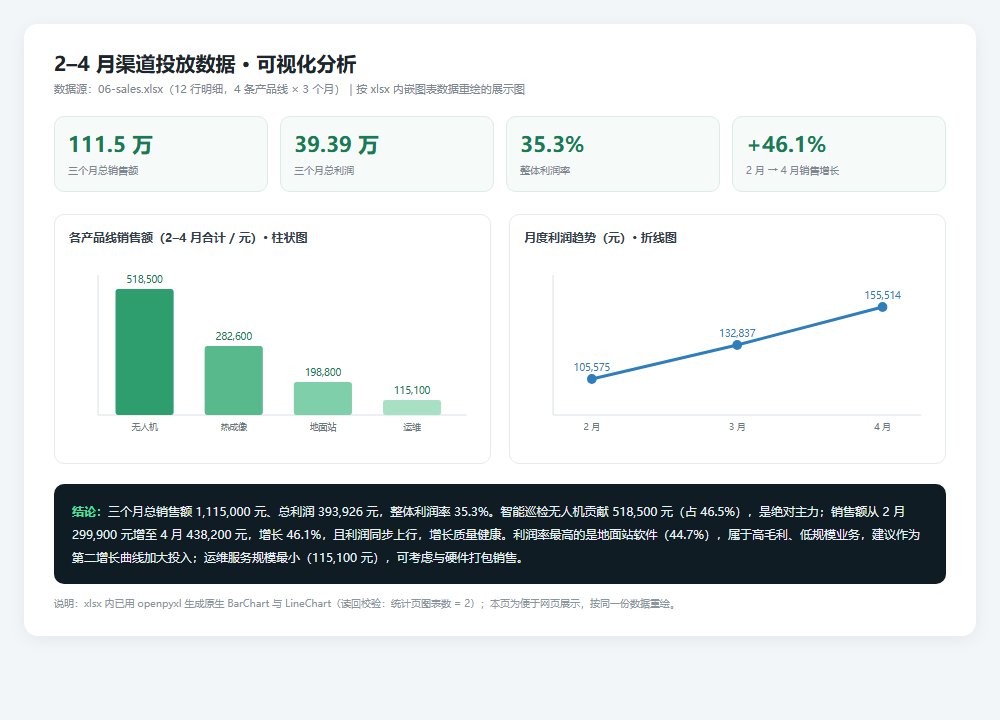 2–4 月渠道投放数据 · 可视化分析
数据源：06-sales.xlsx（12 行明细，4 条产品线 × 3 个月） | 按 xlsx 内嵌图表数据重绘的展示图
111.5 万
三个月总销售额
39.39 万
三个月总利润
35.3%
整体利润率
+46.1%
2 月 → 4 月销售增长
各产品线销售额（2–4 月合计 / 元）· 柱状图
518,500
282,600
198,800
115,100
无人机
热成像
地面站
运维
月度利润趋势（元）· 折线图
155,514
132,837
105,575
2 月
3 月
4 月
结论：三个月总销售额 1,115,000 元、总利润 393,926 元，整体利润率 35.3%。智能巡检无人机贡献 518,500 元（占 46.5%），是绝对主力；销售额从 2 月
299,900 元增至 4 月 438,200 元，增长 46.1%，且利润同步上行，增长质量健康。利润率最高的是地面站软件（44.7%），属于高毛利、低规模业务，建议作为
第二增长曲线加大投入；运维服务规模最小（115,100 元），可考虑与硬件打包销售。
说明：xlsx 内已用 openpyxl 生成原生 BarChart 与 LineChart（读回校验：统计页图表数 = 2）；本页为便于网页展示，按同一份数据重绘。